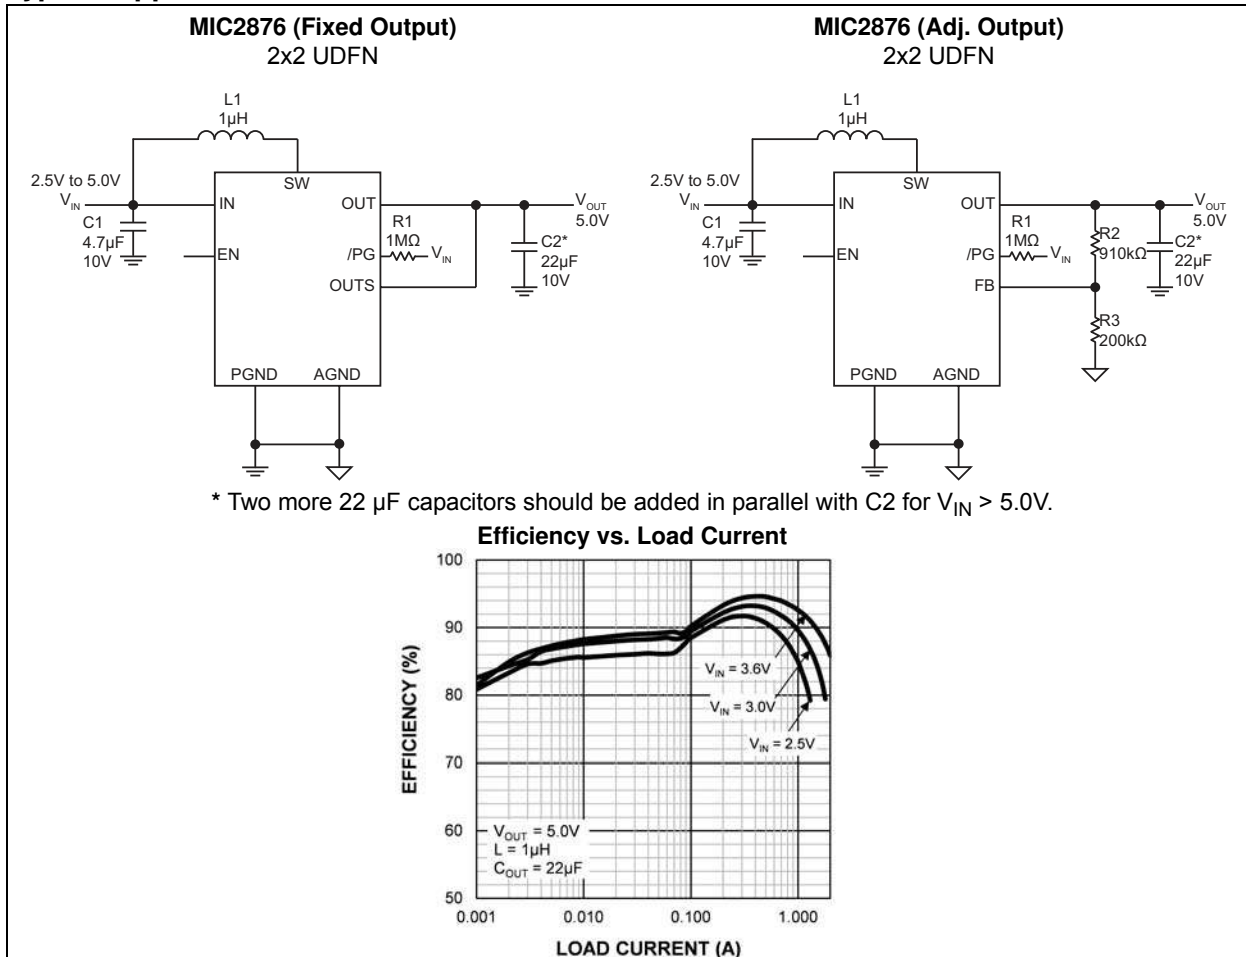 MIC2876 (Fixed Output)
2x2 UDFN
L1
1µH
2.5V to 5.0V
VIN
C1
4.7µF
10V
SW
IN
OUT
EN
/PG
OUTS
PGND
AGND
R1
1MΩ
VIN
VOUT
5.0V
C2*
22µF
10V
MIC2876 (Adj. Output)
2x2 UDFN
L1
1µH
2.5V to 5.0V
VIN
C1
4.7µF
10V
SW
IN
OUT
EN
/PG
FB
PGND
AGND
R1
1MΩ
VIN
R2
910kΩ
R3
200kΩ
VOUT
5.0V
C2*
22µF
10V
* Two more 22 µF capacitors should be added in parallel with C2 for VIN > 5.0V.
Efficiency vs. Load Current
EFFICIENCY (%)
100
90
80
70
60
50
VIN = 3.6V
VIN = 3.0V
VIN = 2.5V
VOUT = 5.0V
L = 1µH
COUT = 22µF
0.001 0.010 0.100 1.000
LOAD CURRENT (A)